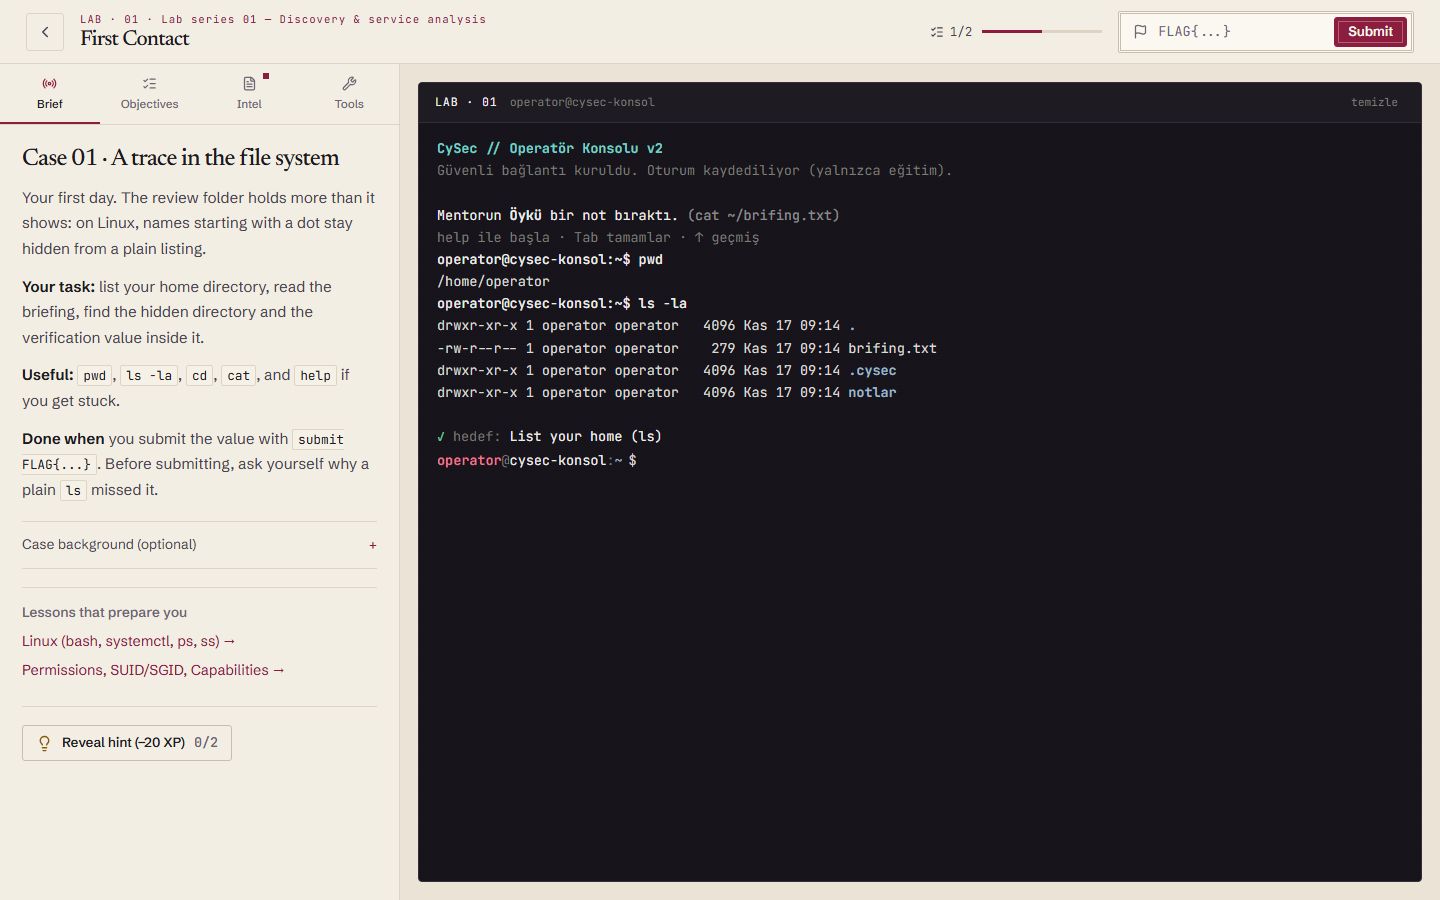 LAB · 01 · Lab series 01 — Discovery & service analysis
First Contact
1/2
FLAG{...}
Submit
Brief
Objectives
Intel
Tools
Case 01 · A trace in the file system
Your first day. The review folder holds more than it
shows: on Linux, names starting with a dot stay
hidden from a plain listing.
Your task: list your home directory, read the
briefing, find the hidden directory and the
verification value inside it.
Useful: pwd, ls -la, cd, cat, and help if
you get stuck.
Done when you submit the value with submit
FLAG{...}. Before submitting, ask yourself why a
plain ls missed it.
Case background (optional)
+
Lessons that prepare you
Linux (bash, systemctl, ps, ss) →
Permissions, SUID/SGID, Capabilities →
Reveal hint (−20 XP) 0/2
LAB · 01 operator@cysec-konsol
temizle
CySec // Operatör Konsolu v2
Güvenli bağlantı kuruldu. Oturum kaydediliyor (yalnızca eğitim).
Mentorun Öykü bir not bıraktı. (cat ~/brifing.txt)
help ile başla · Tab tamamlar · ↑ geçmiş
operator@cysec-konsol:~$ pwd
/home/operator
operator@cysec-konsol:~$ ls -la
drwxr-xr-x 1 operator operator   4096 Kas 17 09:14 .
-rw-r--r-- 1 operator operator    279 Kas 17 09:14 brifing.txt
drwxr-xr-x 1 operator operator   4096 Kas 17 09:14 .cysec
drwxr-xr-x 1 operator operator   4096 Kas 17 09:14 notlar
✓ hedef: List your home (ls)
operator@cysec-konsol:~ $